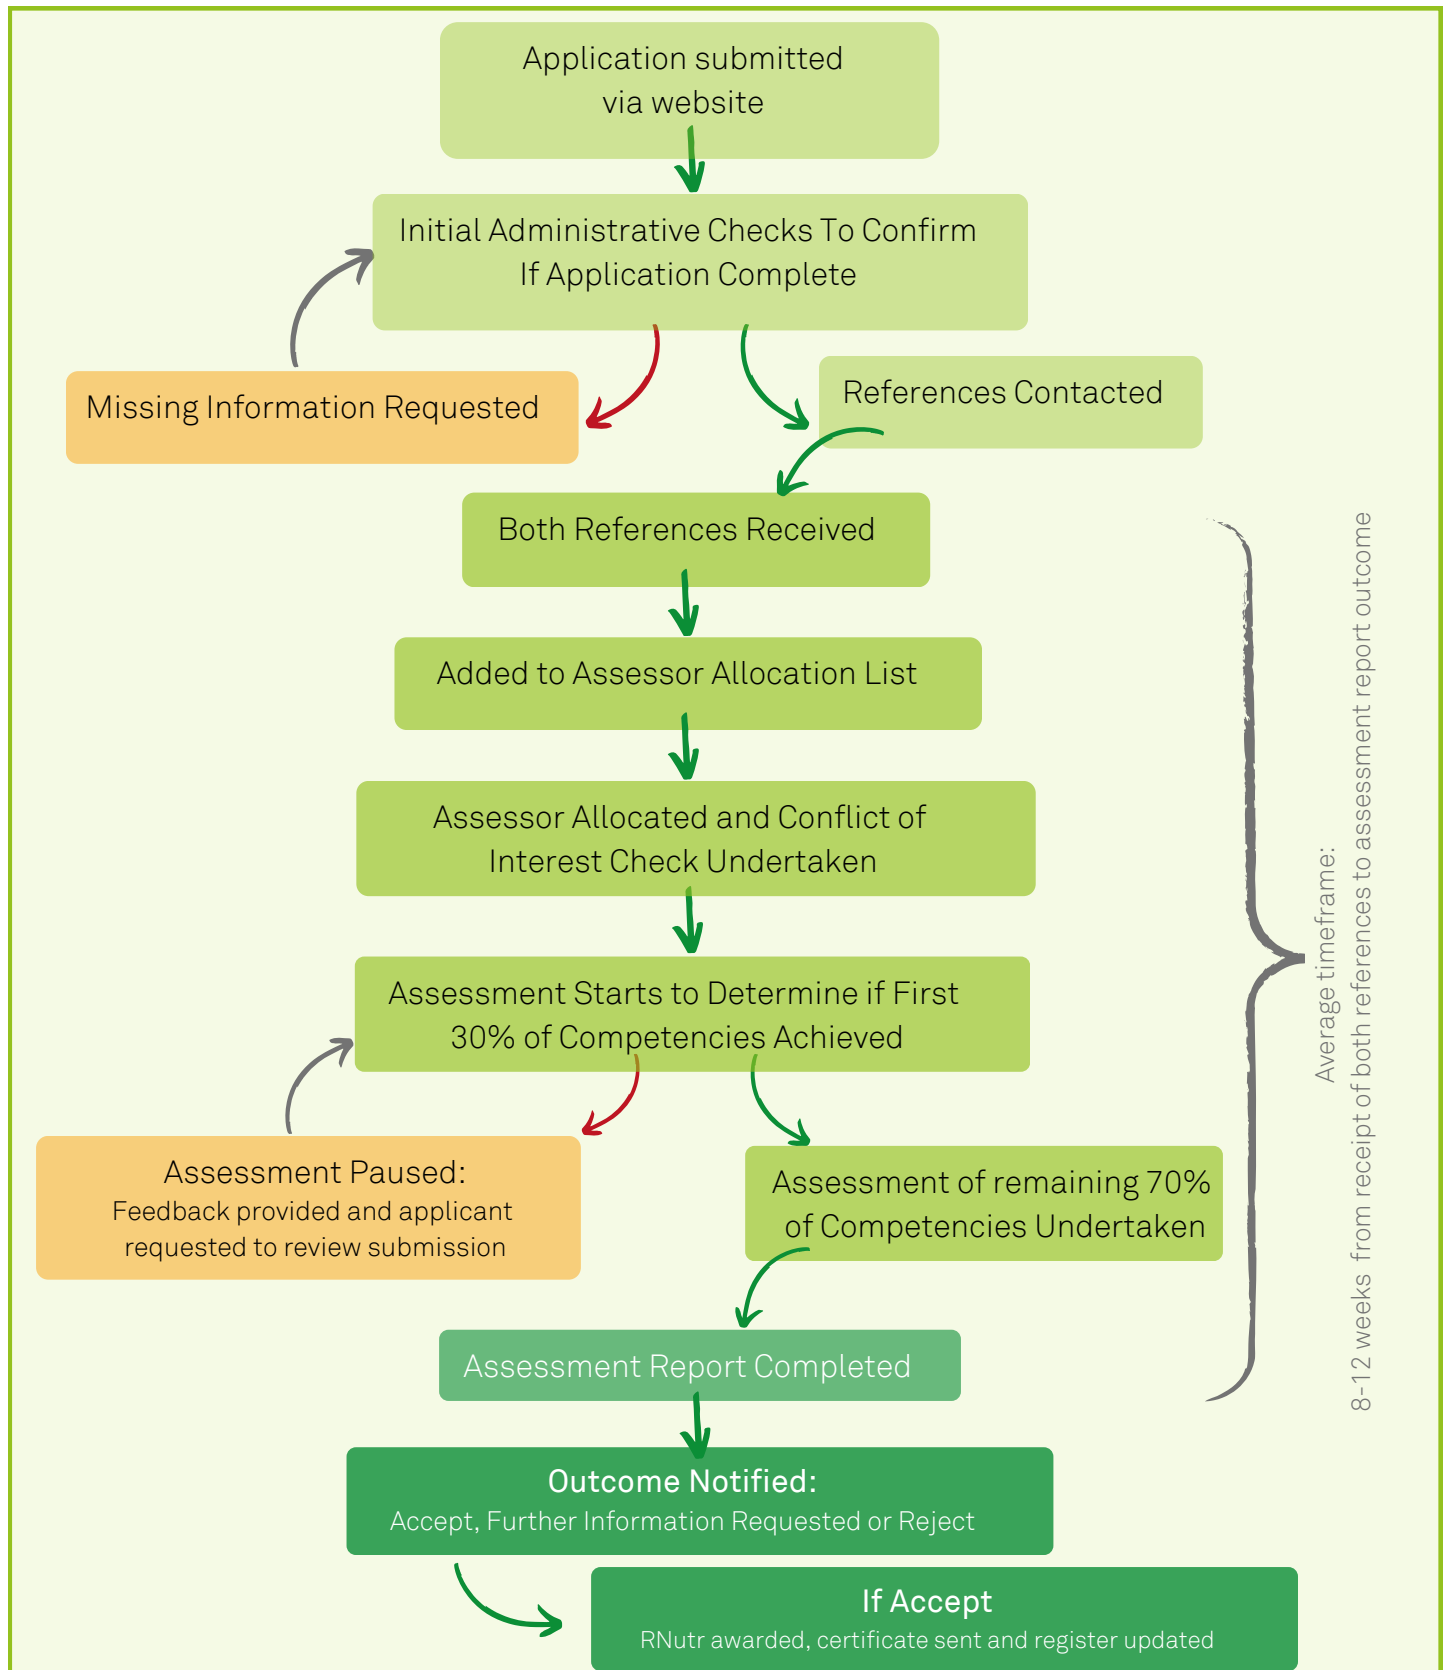 Application submitted
via website
Initial Administrative Checks To Confirm
If Application Complete
Missing Information Requested
References Contacted
Both References Received
Added to Assessor Allocation List
Assessor Allocated and Conflict of
Interest Check Undertaken
Assessment Starts to Determine if First
30% of Competencies Achieved
Assessment Paused:
Feedback provided and applicant
requested to review submission
Assessment of remaining 70%
of Competencies Undertaken
Assessment Report Completed
Outcome Notified:
Accept, Further Information Requested or Reject
If Accept
RNutr awarded, certificate sent and register updated
Average timeframe:
8-12 weeks from receipt of both references to assessment report outcome